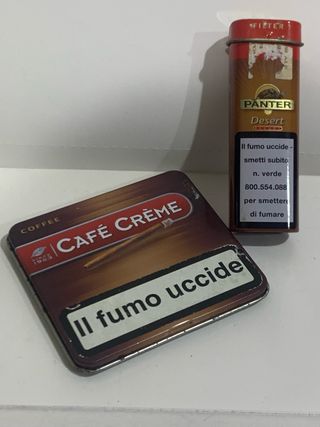 FILTER
PANTER
Desert
Il fumo uccide -
smetti subito
n. verde
800.554.088
per smettere
di fumare
COFFEE
CAFÉ CRÈME
Il fumo uccide